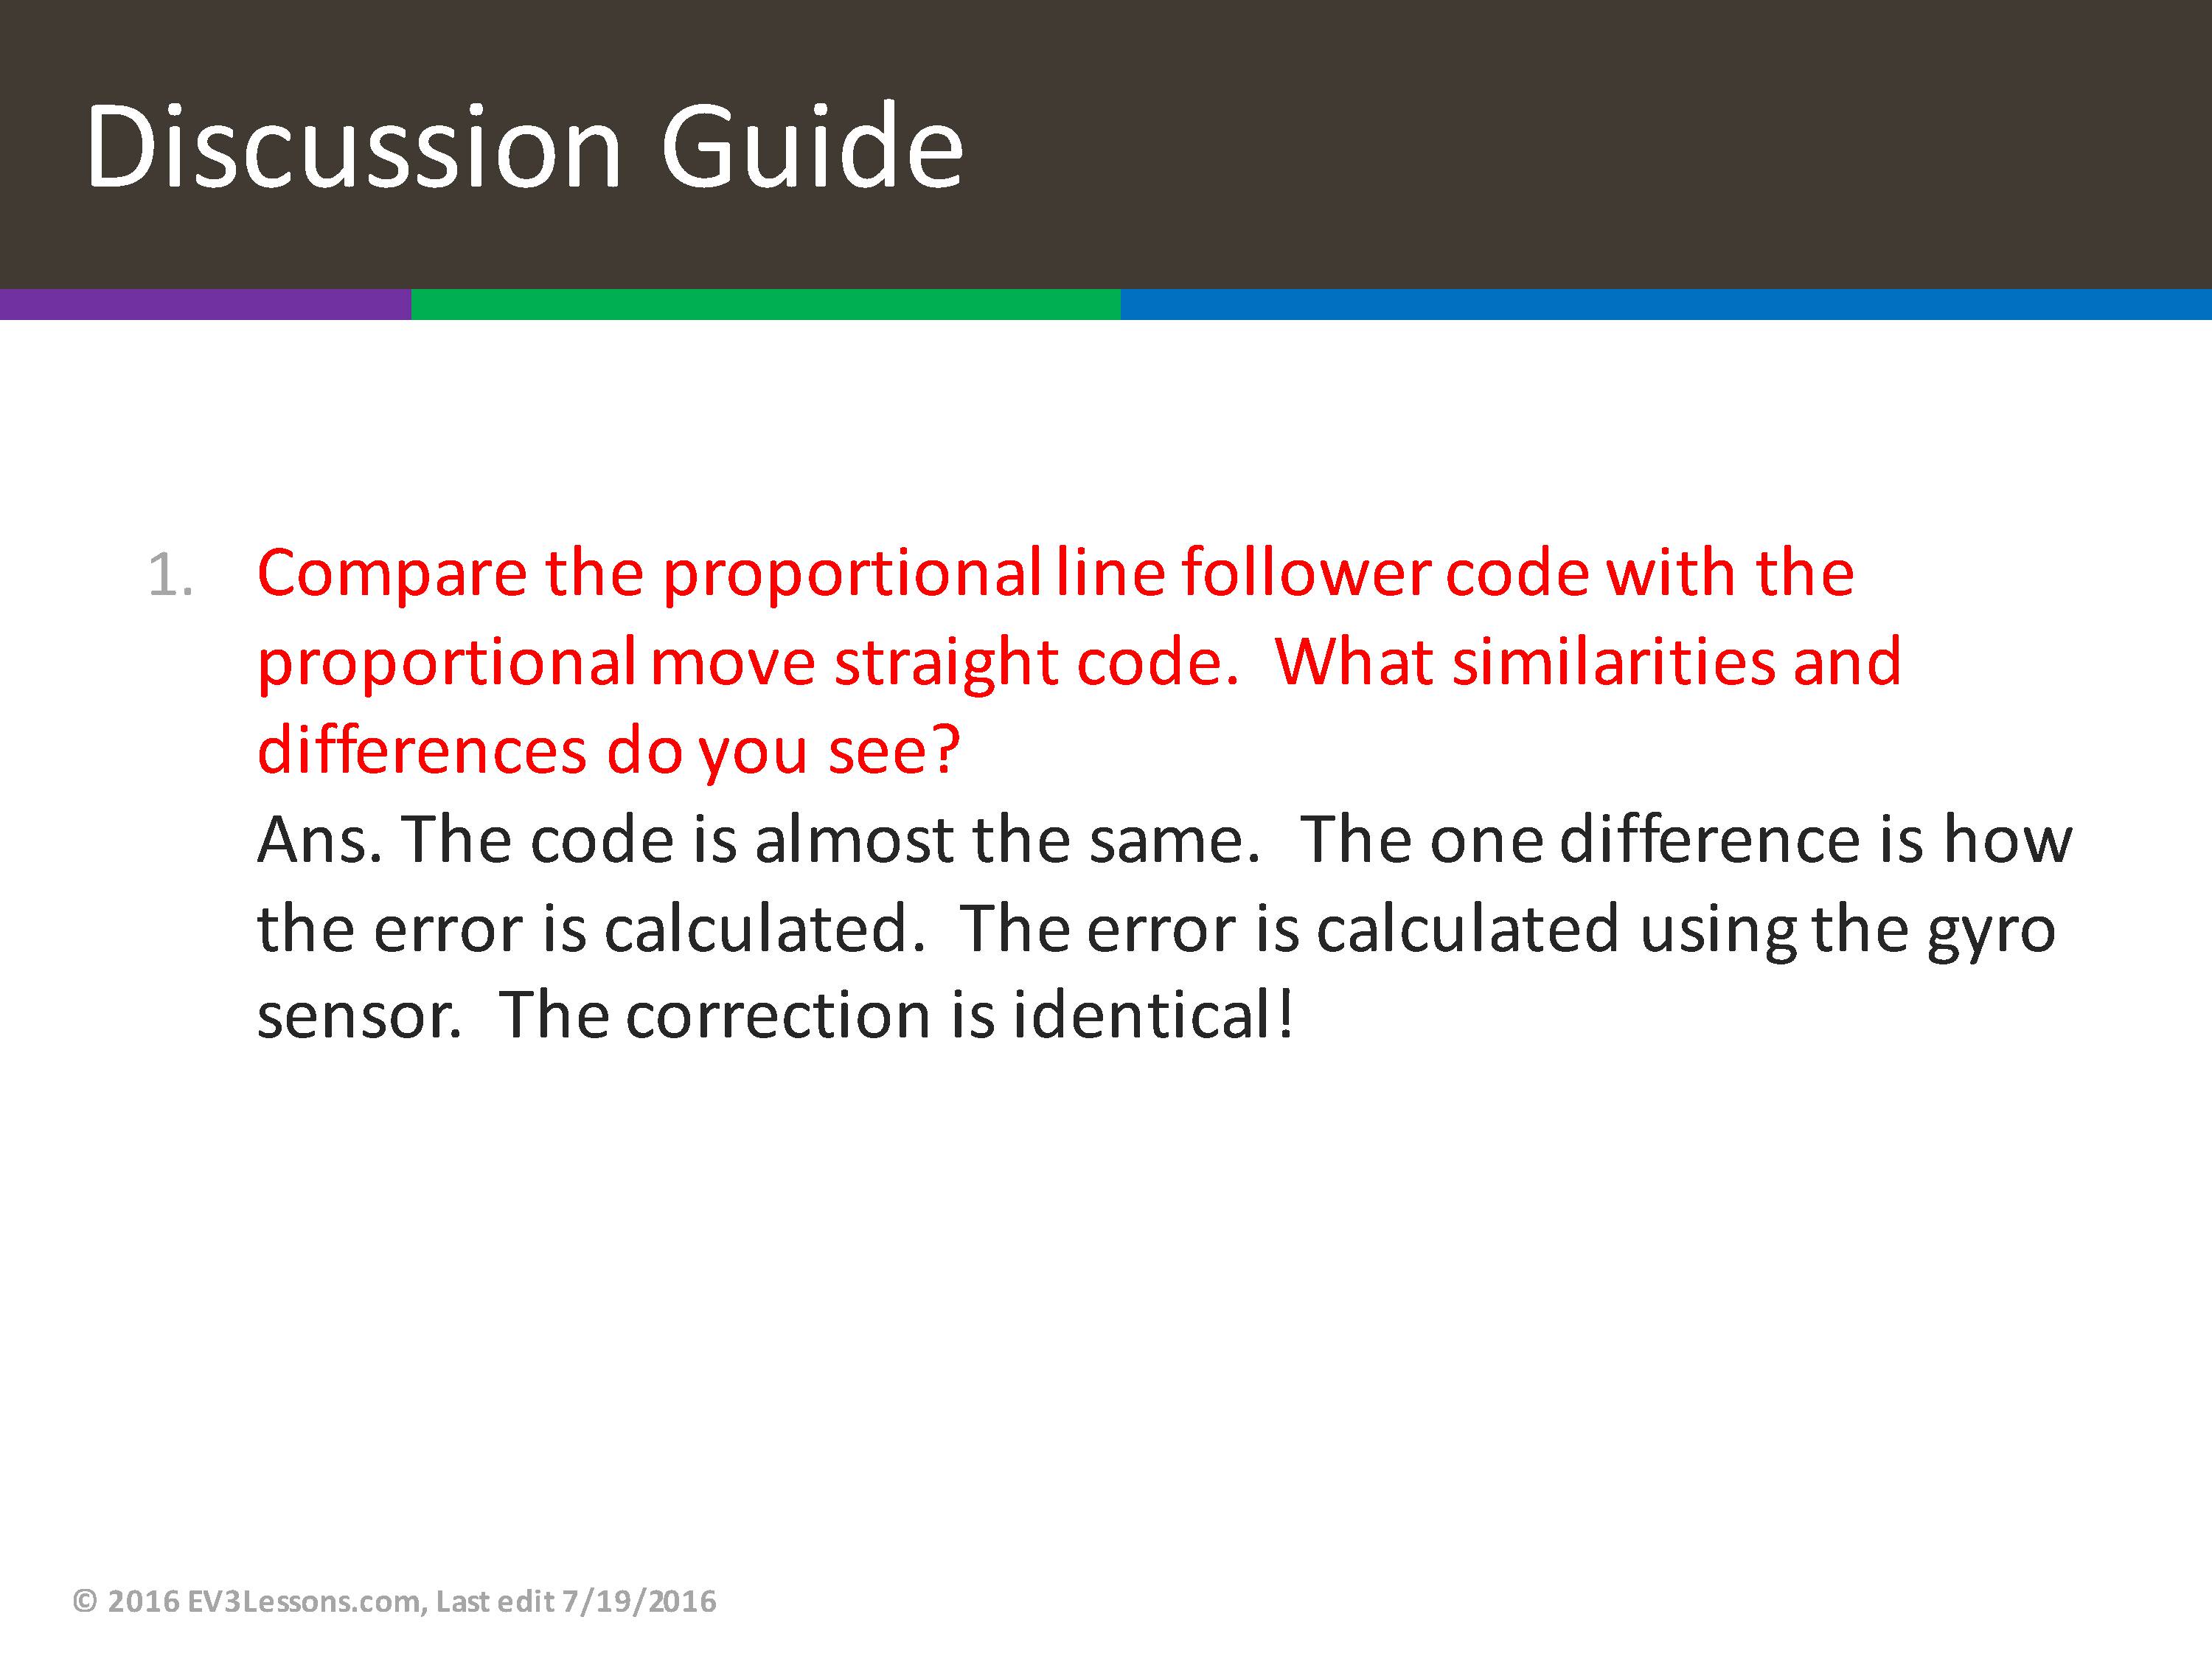 Discussion Guide
1. Compare the proportional line follower code with the
proportional move straight code. What similarities and
differences do you see?
Ans. The code is almost the same. The one difference is how
the error is calculated. The error is calculated using the gyro
sensor. The correction is identical!
© 2016 EV3Lessons.com, Last edit 7/19/2016